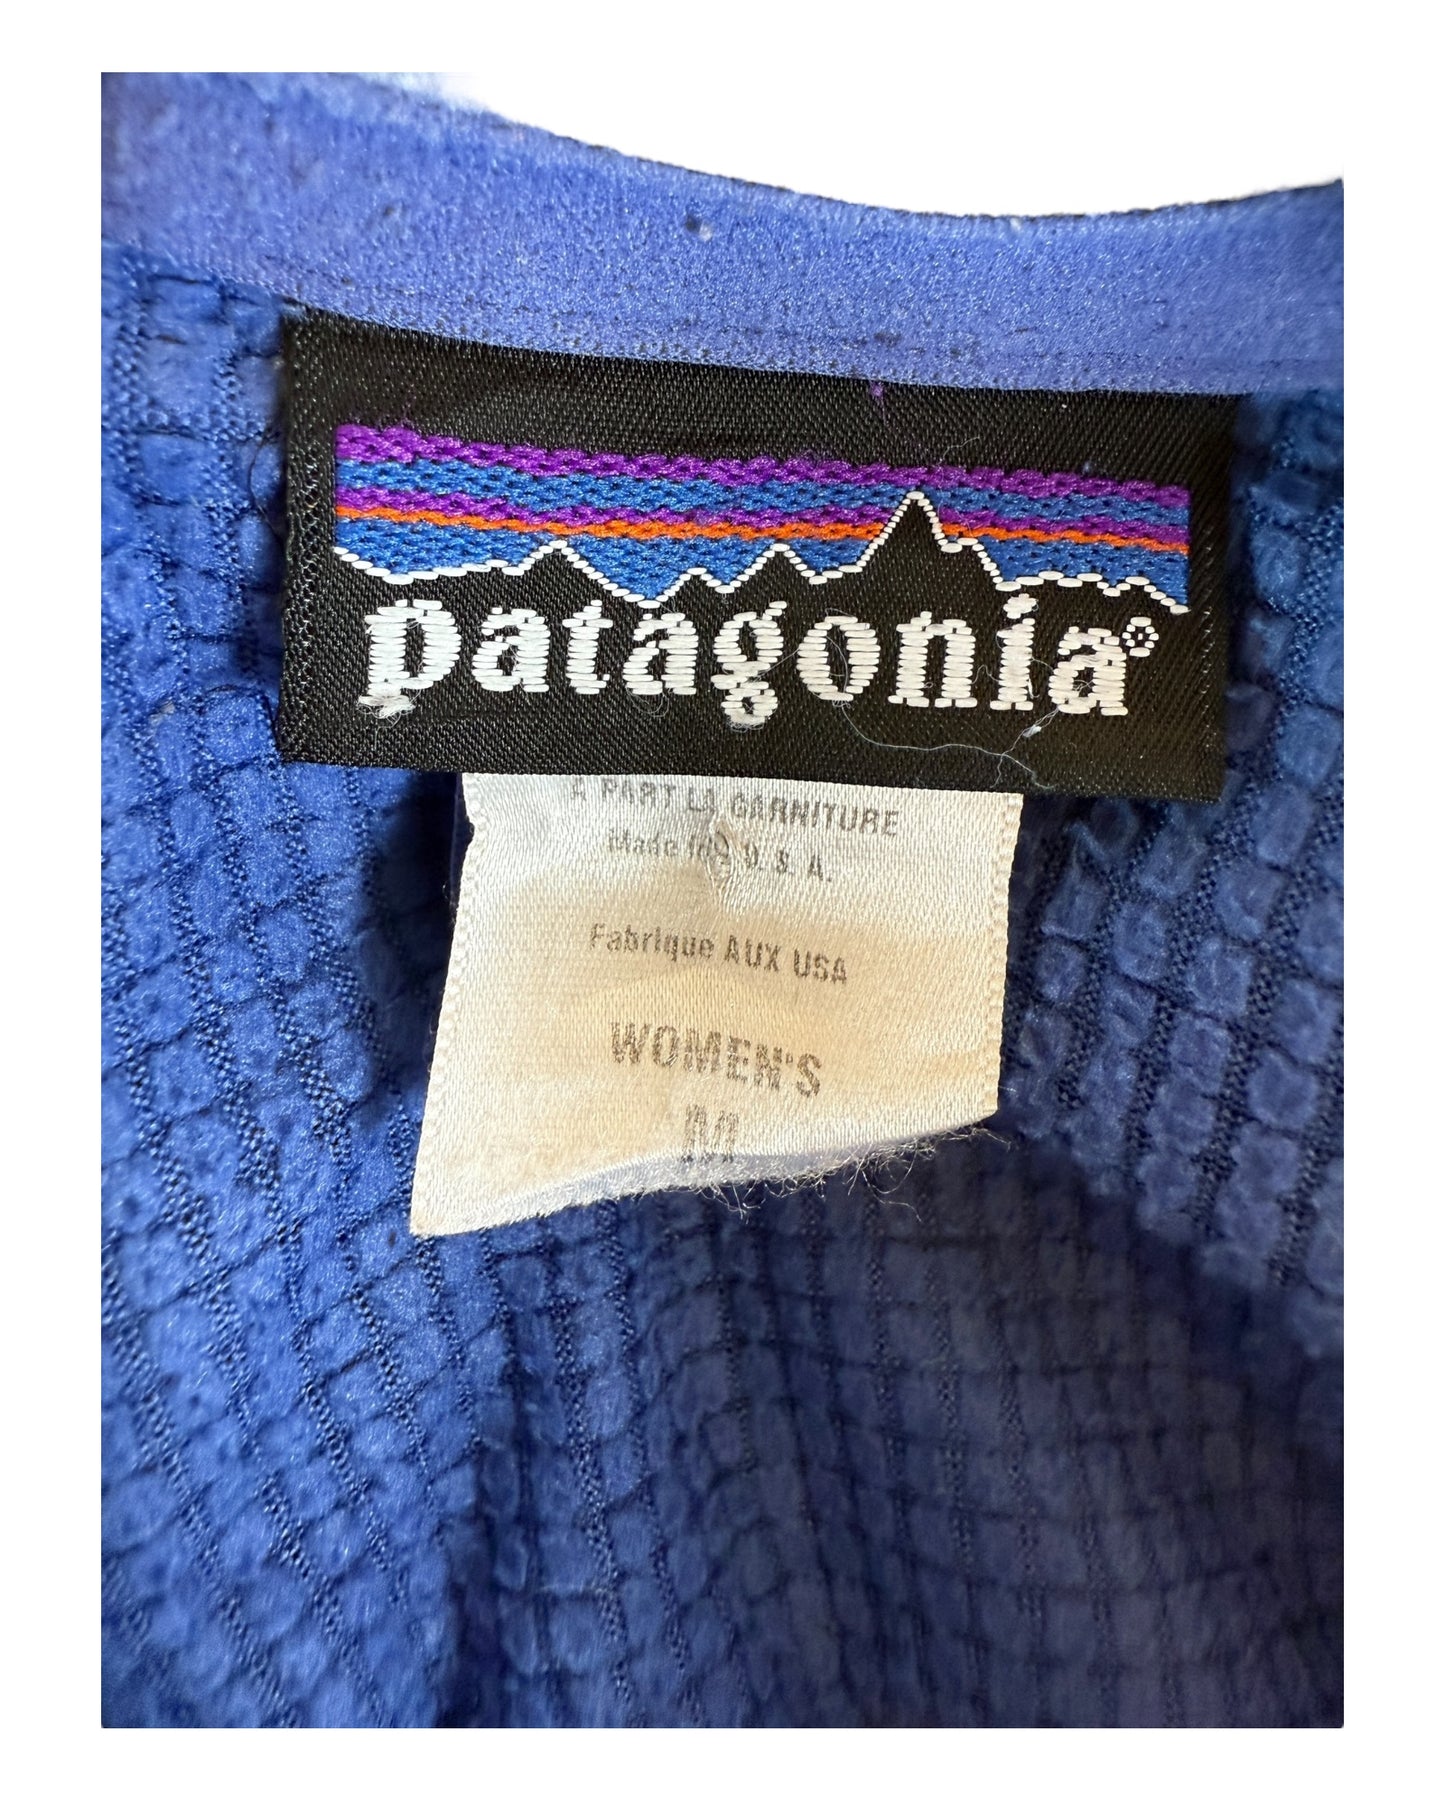 patagonia®
À PART LA GARNITURE
Made in U.S.A.
Fabrique AUX USA
WOMEN'S
M